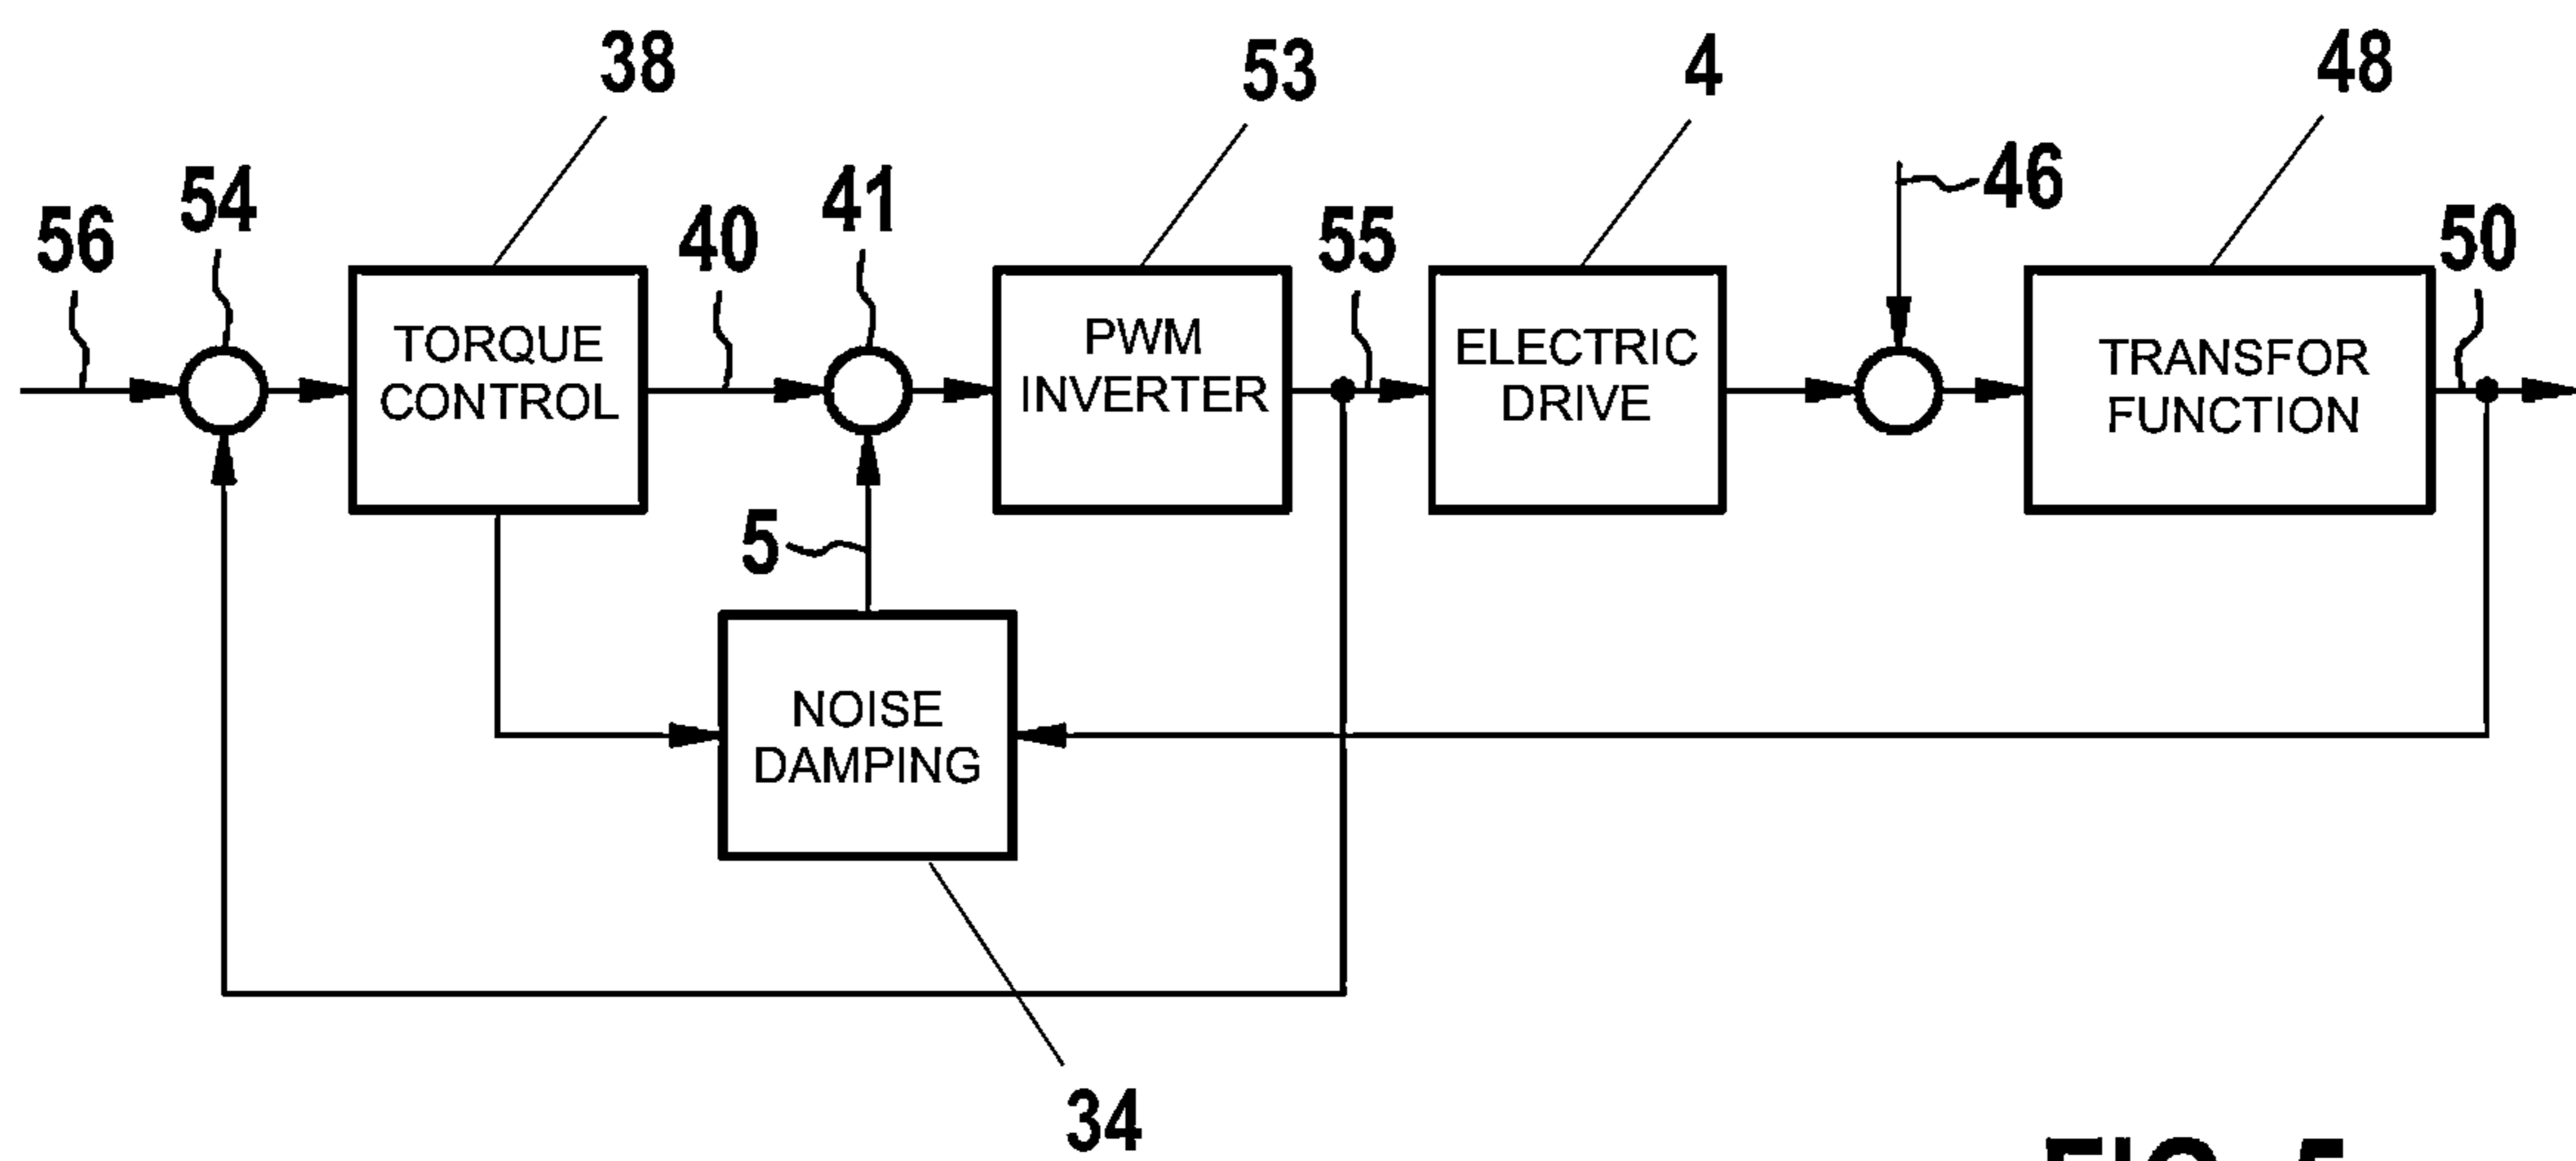 38
53
4
48
54
41
46
56
40
55
50
TORQUE
CONTROL
PWM
INVERTER
ELECTRIC
DRIVE
TRANSFOR
FUNCTION
5
NOISE
DAMPING
34